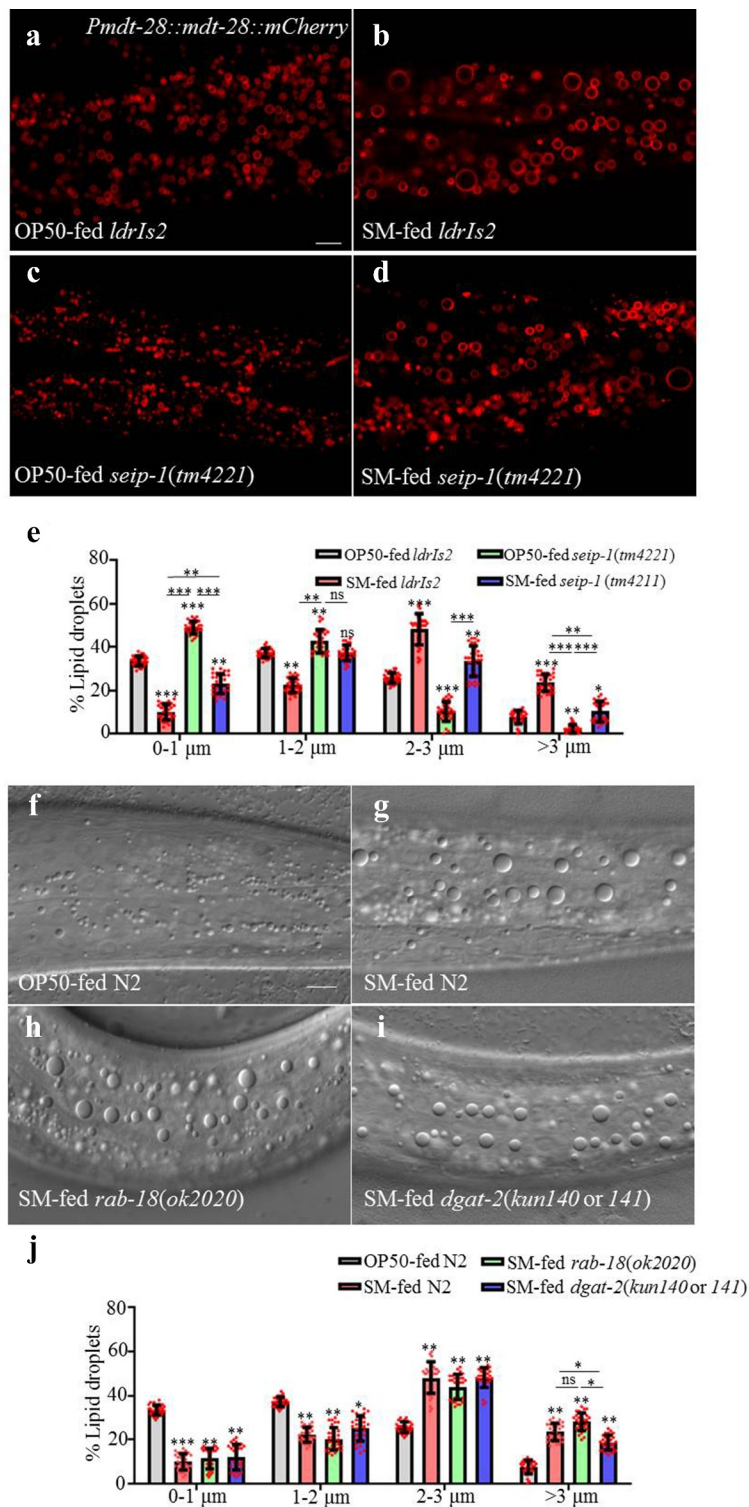 a
Pmdt-28::mdt-28::mCherry
b
OP50-fed ldrIs2
SM-fed ldrIs2
c
d
OP50-fed seip-1(tm4221)
SM-fed seip-1(tm4221)
e
OP50-fed ldrIs2
OP50-fed seip-1(tm4221)
SM-fed ldrIs2
SM-fed seip-1(tm4211)
% Lipid droplets
80
60
40
20
0
** *** *** *** *** **
** ** ns ns **
*** *** *** **
** *** *** *** ** *
0-1 μm
1-2 μm
2-3 μm
>3 μm
f
g
OP50-fed N2
SM-fed N2
h
i
SM-fed rab-18(ok2020)
SM-fed dgat-2(kun140 or 141)
j
OP50-fed N2
SM-fed rab-18(ok2020)
SM-fed N2
SM-fed dgat-2(kun140 or 141)
% Lipid droplets
80
60
40
20
0
*** ** **
** ** *
** ** **
* ns * ** ** **
0-1 μm
1-2 μm
2-3 μm
>3 μm